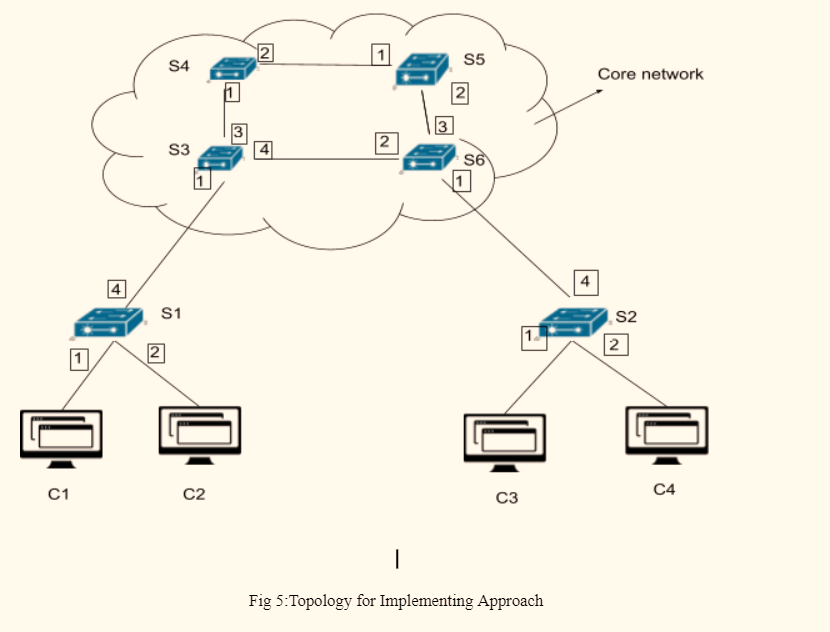 S4
2
1
S5
Core network
1
2
3
3
S3
4
2
S6
1
1
4
4
S1
S2
1
2
1
2
C1
C2
C3
C4
Fig 5:Topology for Implementing Approach